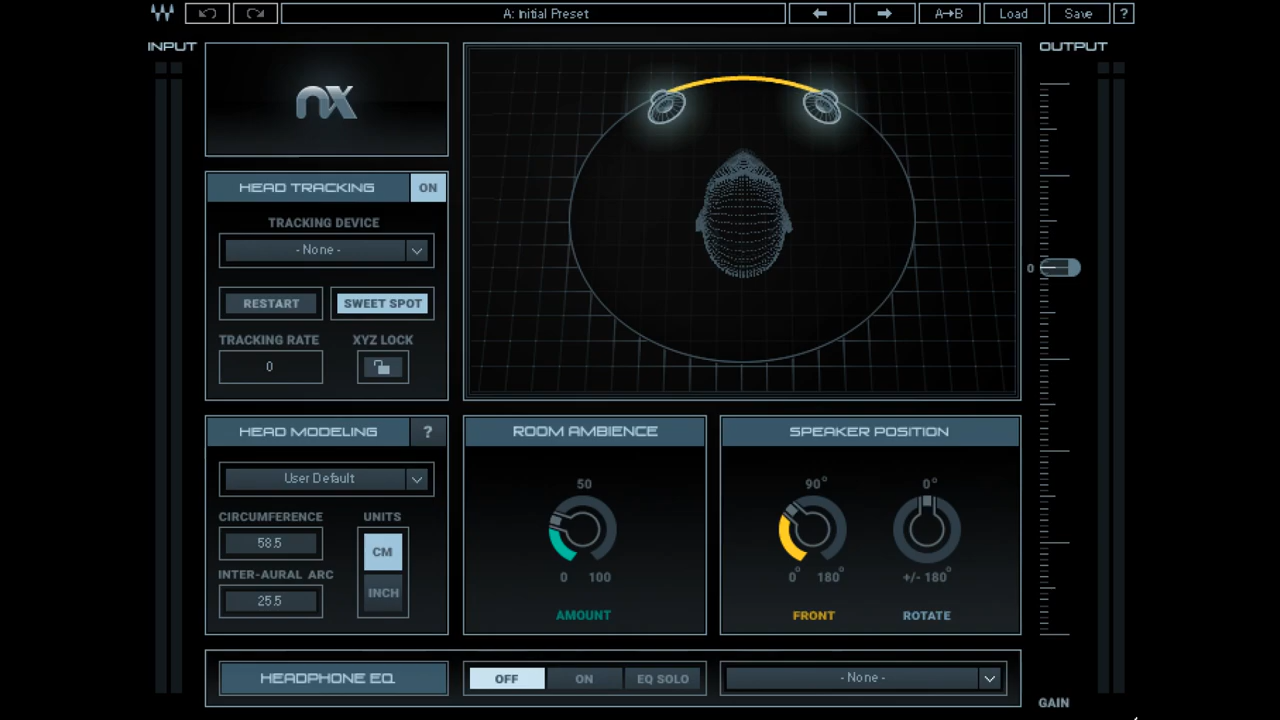 A: Initial Preset
A→B
Load
Save
?
INPUT
OUTPUT
nx
HEAD TRACKING
ON
TRACKING DEVICE
- None -
RESTART
SWEET SPOT
TRACKING RATE
XYZ LOCK
0
0
HEAD MODELING
?
User Default
CIRCUMFERENCE
UNITS
58.5
CM
INTER-AURAL ARC
25.5
INCH
ROOM AMBIENCE
50
0 100
AMOUNT
SPEAKER POSITION
90° 0°
0° 180° +/- 180°
FRONT ROTATE
HEADPHONE EQ
OFF
ON
EQ SOLO
- None -
GAIN